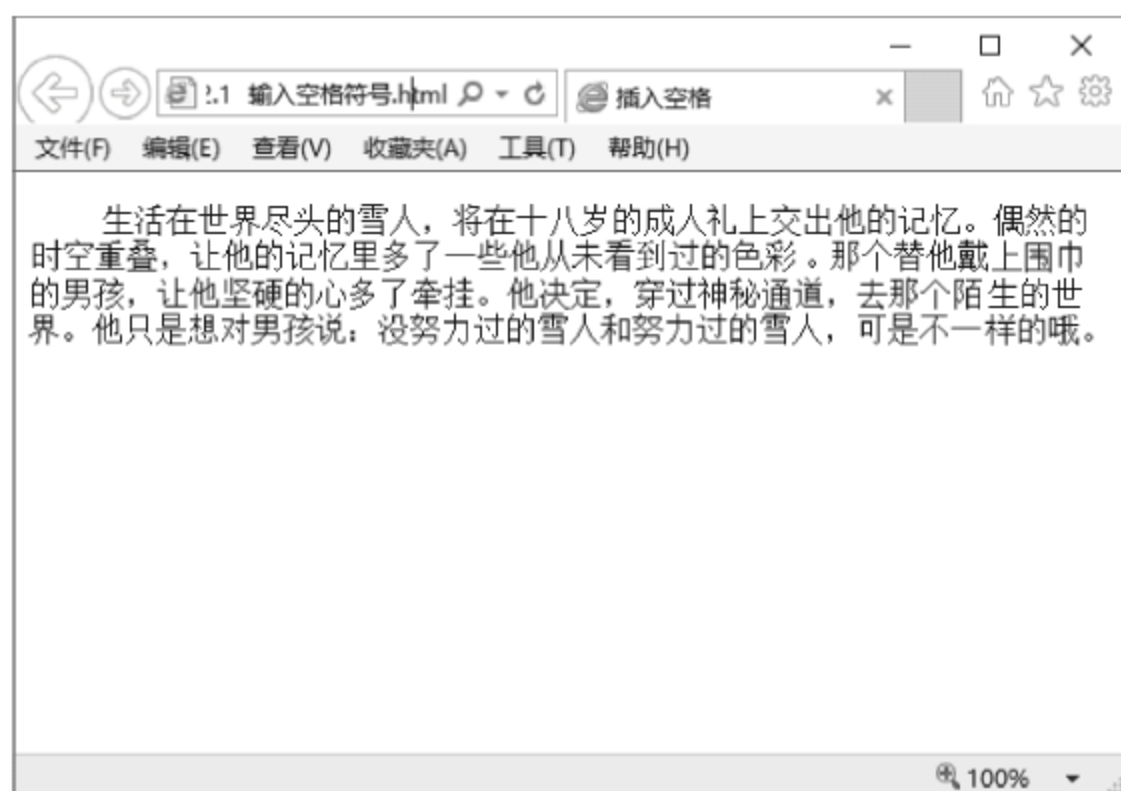 2.1 输入空格符号.html
插入空格
文件(F) 编辑(E) 查看(V) 收藏夹(A) 工具(T) 帮助(H)
生活在世界尽头的雪人，将在十八岁的成人礼上交出他的记忆。偶然的
时空重叠，让他的记忆里多了一些他从未看到过的色彩。那个替他戴上围巾
的男孩，让他坚硬的心多了牵挂。他决定，穿过神秘通道，去那个陌生的世
界。他只是想对男孩说：没努力过的雪人和努力过的雪人，可是不一样的哦。
100%